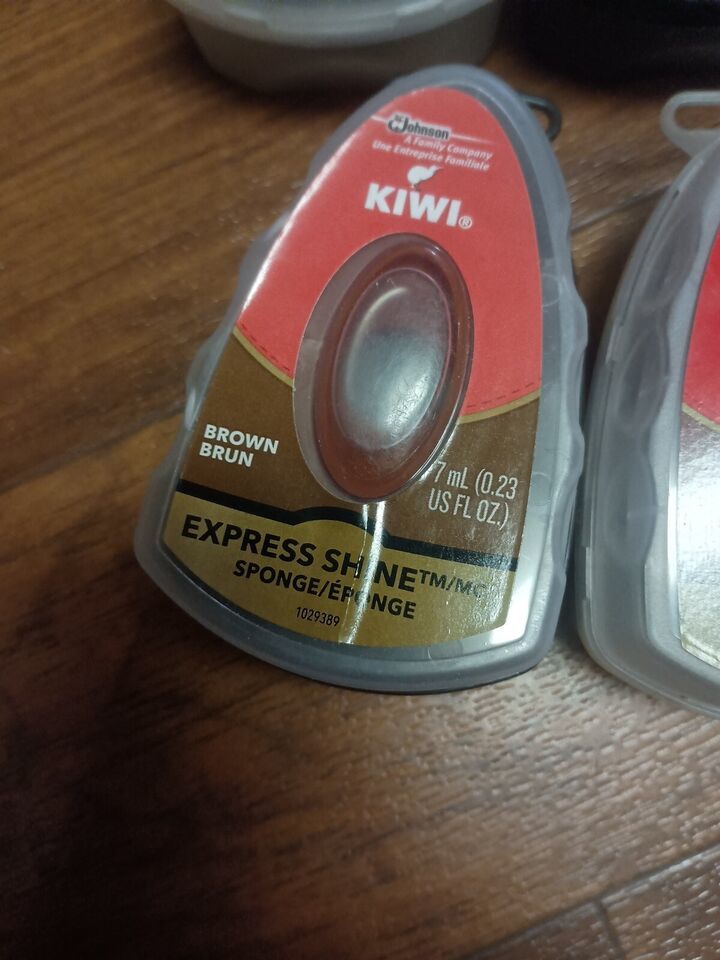 SC Johnson
A Family Company
Une Entreprise Familiale
KIWI®
BROWN
BRUN
7 mL (0.23
US FL OZ.)
EXPRESS SHINE™/MC
SPONGE/ÉPONGE
1029389